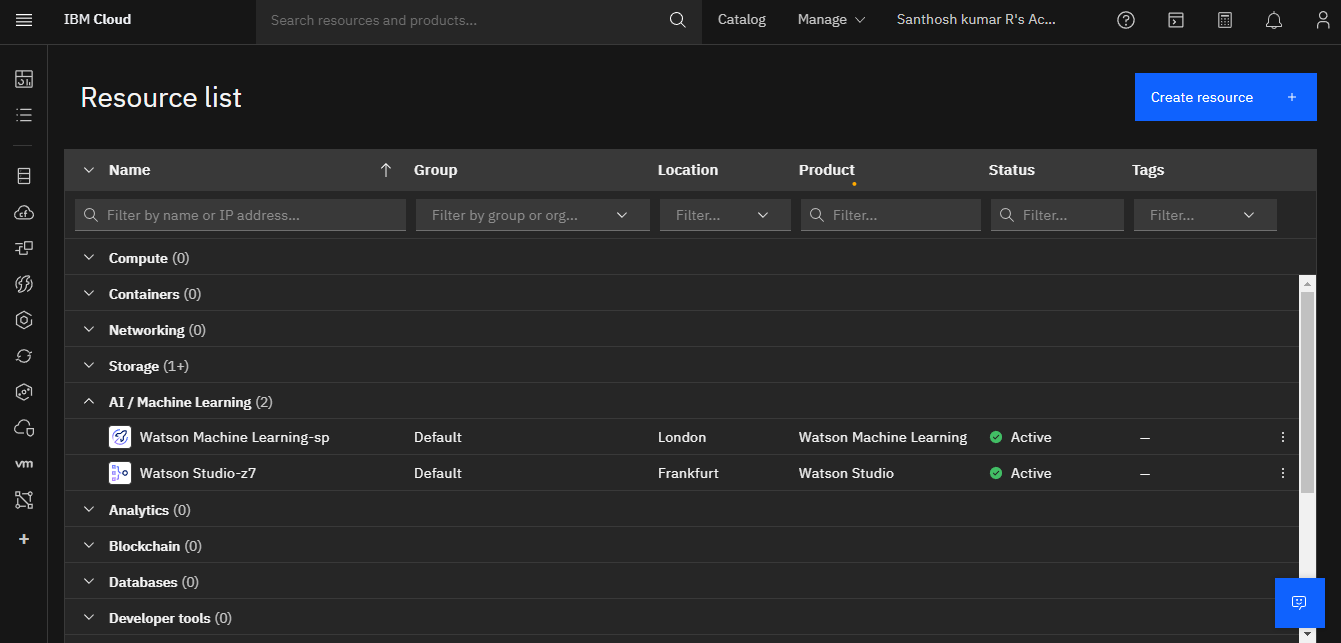 IBM Cloud
Search resources and products...
Catalog
Manage
Santhosh kumar R's Ac...
Resource list
Create resource +
Name Group Location Product Status Tags
Filter by name or IP address... Filter by group or org... Filter... Filter... Filter... Filter...
Compute (0)
Containers (0)
Networking (0)
Storage (1+)
AI / Machine Learning (2)
Watson Machine Learning-sp Default London Watson Machine Learning Active —
Watson Studio-z7 Default Frankfurt Watson Studio Active —
Analytics (0)
Blockchain (0)
Databases (0)
Developer tools (0)
vm
cf